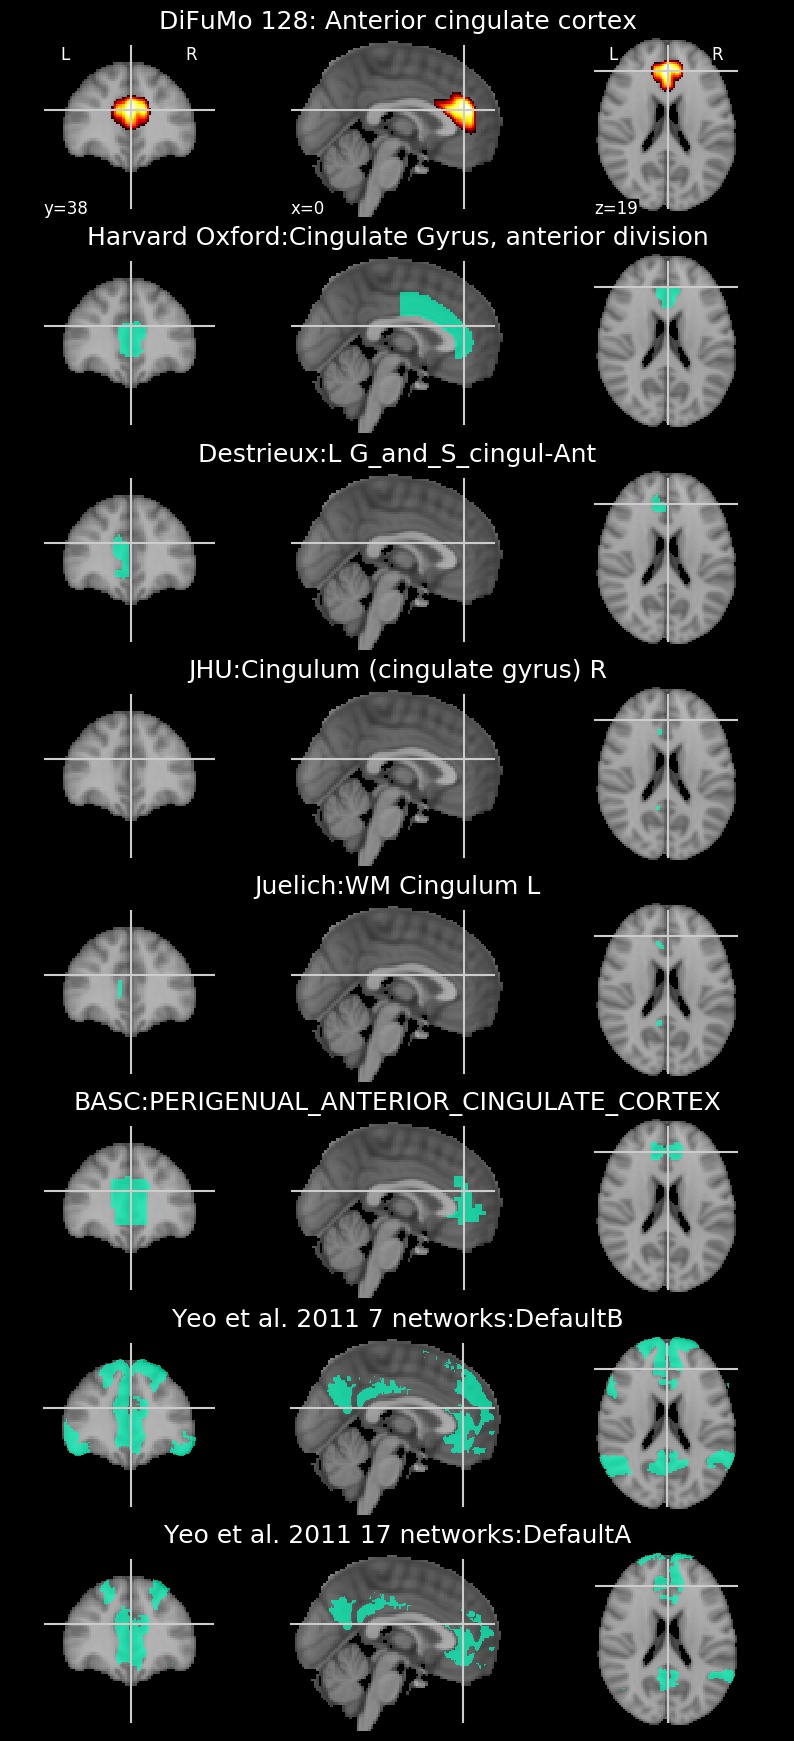 DiFuMo 128: Anterior cingulate cortex
L R L R
y=38 x=0 z=19
Harvard Oxford:Cingulate Gyrus, anterior division
Destrieux:L G_and_S_cingul-Ant
JHU:Cingulum (cingulate gyrus) R
Juelich:WM Cingulum L
BASC:PERIGENUAL_ANTERIOR_CINGULATE_CORTEX
Yeo et al. 2011 7 networks:DefaultB
Yeo et al. 2011 17 networks:DefaultA